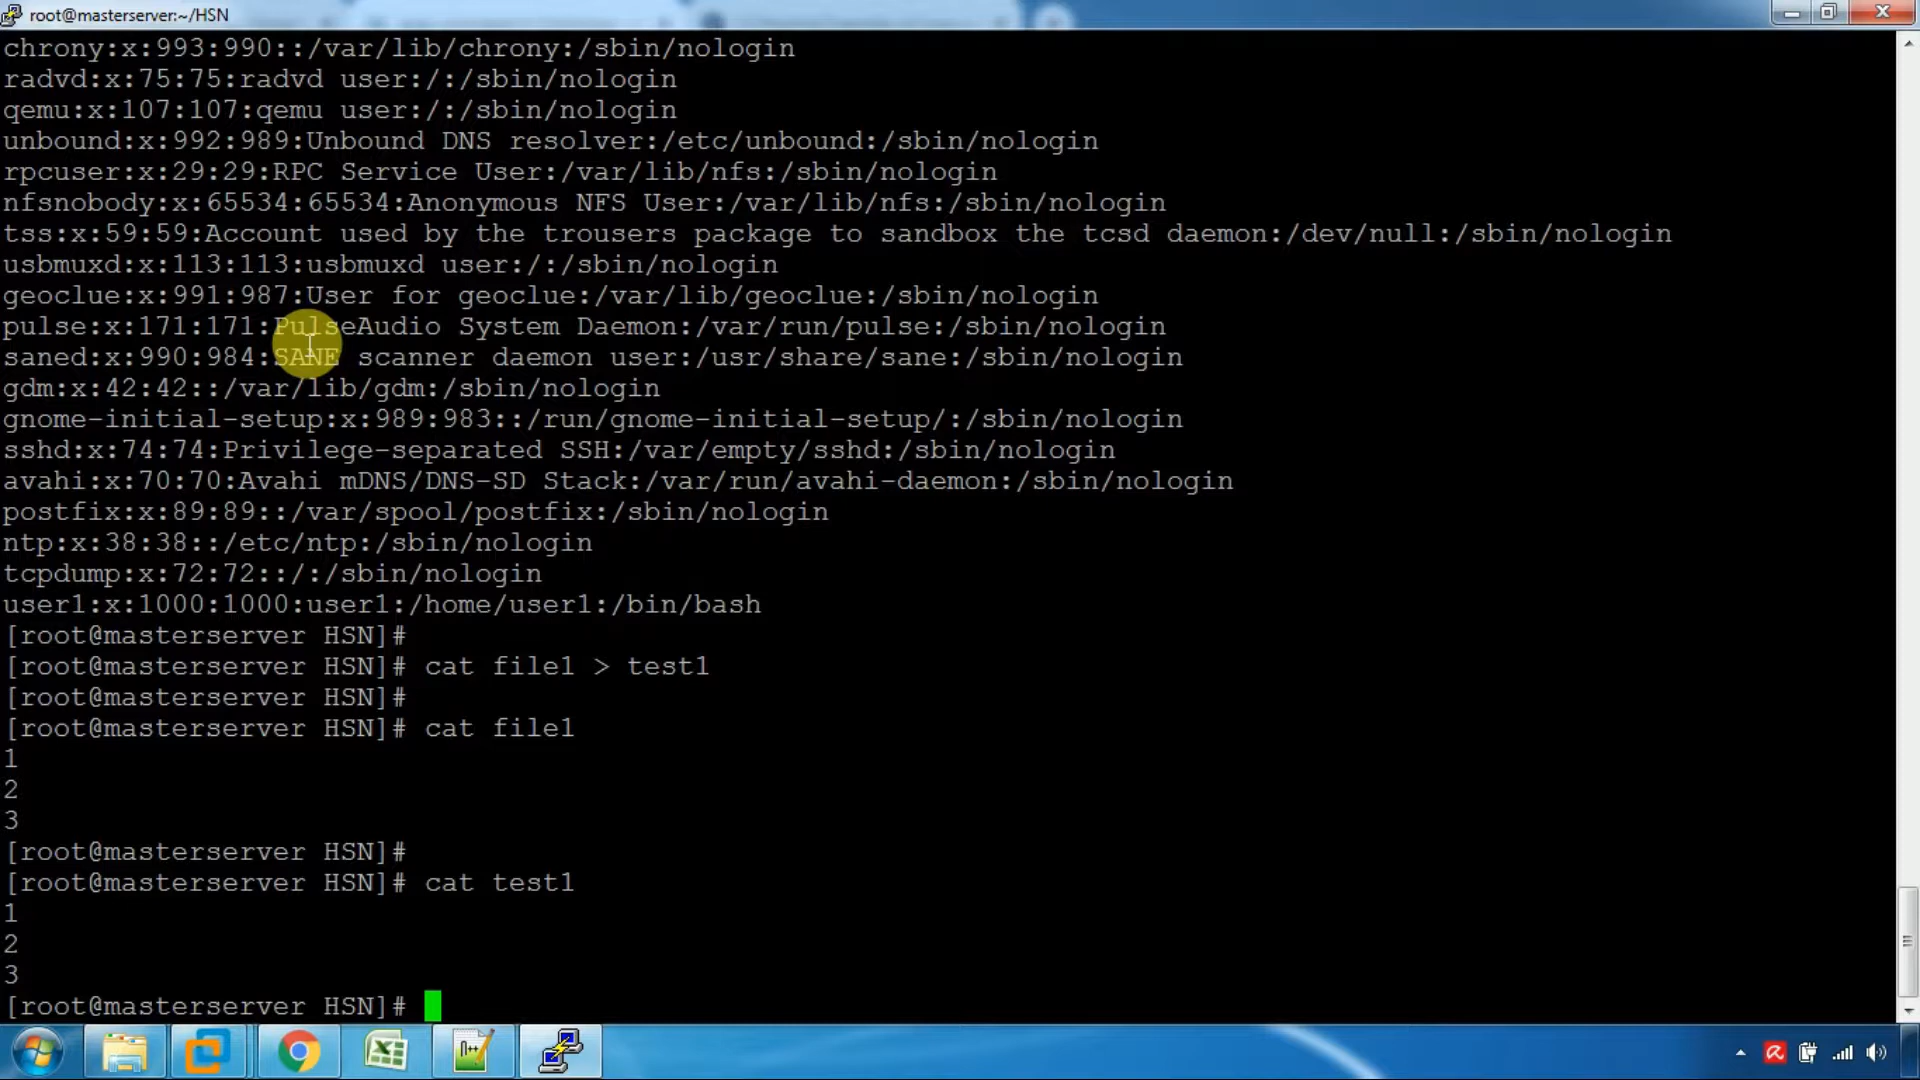 root@masterserver:~/HSN
chrony:x:993:990::/var/lib/chrony:/sbin/nologin
radvd:x:75:75:radvd user:/:/sbin/nologin
qemu:x:107:107:qemu user:/:/sbin/nologin
unbound:x:992:989:Unbound DNS resolver:/etc/unbound:/sbin/nologin
rpcuser:x:29:29:RPC Service User:/var/lib/nfs:/sbin/nologin
nfsnobody:x:65534:65534:Anonymous NFS User:/var/lib/nfs:/sbin/nologin
tss:x:59:59:Account used by the trousers package to sandbox the tcsd daemon:/dev/null:/sbin/nologin
usbmuxd:x:113:113:usbmuxd user:/:/sbin/nologin
geoclue:x:991:987:User for geoclue:/var/lib/geoclue:/sbin/nologin
pulse:x:171:171:PulseAudio System Daemon:/var/run/pulse:/sbin/nologin
saned:x:990:984:SANE scanner daemon user:/usr/share/sane:/sbin/nologin
gdm:x:42:42::/var/lib/gdm:/sbin/nologin
gnome-initial-setup:x:989:983::/run/gnome-initial-setup/:/sbin/nologin
sshd:x:74:74:Privilege-separated SSH:/var/empty/sshd:/sbin/nologin
avahi:x:70:70:Avahi mDNS/DNS-SD Stack:/var/run/avahi-daemon:/sbin/nologin
postfix:x:89:89::/var/spool/postfix:/sbin/nologin
ntp:x:38:38::/etc/ntp:/sbin/nologin
tcpdump:x:72:72::/:/sbin/nologin
user1:x:1000:1000:user1:/home/user1:/bin/bash
[root@masterserver HSN]#
[root@masterserver HSN]# cat file1 > test1
[root@masterserver HSN]#
[root@masterserver HSN]# cat file1
1
2
3
[root@masterserver HSN]#
[root@masterserver HSN]# cat test1
1
2
3
[root@masterserver HSN]#